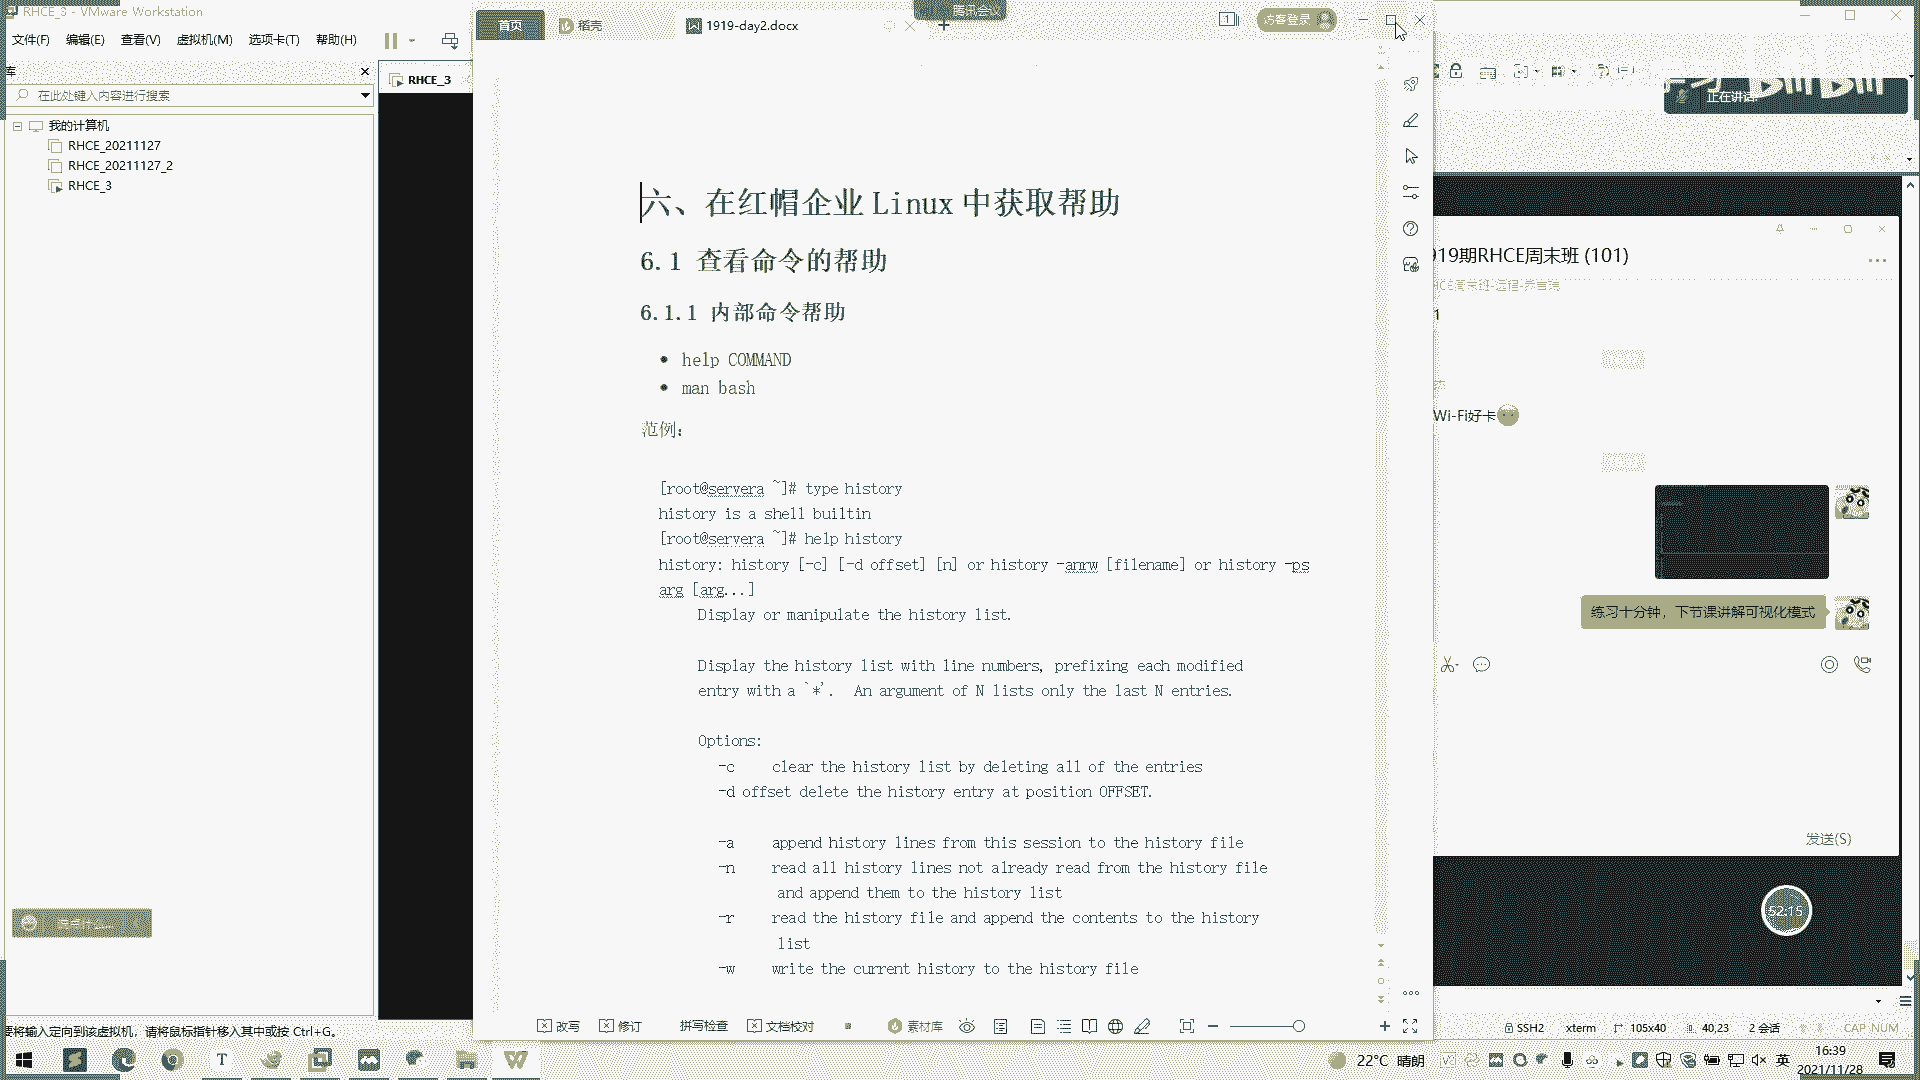 RHCE_3 - VMware Workstation
文件(F) 编辑(E) 查看(V) 虚拟机(M) 选项卡(T) 帮助(H)
库
在此处键入内容进行搜索
我的计算机
RHCE_20211127
RHCE_20211127_2
RHCE_3
要将输入定向到该虚拟机，请将鼠标指针移入其中或按 Ctrl+G。
RHCE_3
首页 稻壳 1919-day2.docx
腾讯会议
访客登录
六、在红帽企业 Linux 中获取帮助
6.1 查看命令的帮助
6.1.1 内部命令帮助
help COMMAND
man bash
范例：
[root@servera ~]# type history
history is a shell builtin
[root@servera ~]# help history
history: history [-c] [-d offset] [n] or history -anrw [filename] or history -ps
arg [arg...]
Display or manipulate the history list.
Display the history list with line numbers, prefixing each modified
entry with a `*'. An argument of N lists only the last N entries.
Options:
-c clear the history list by deleting all of the entries
-d offset delete the history entry at position OFFSET.
-a append history lines from this session to the history file
-n read all history lines not already read from the history file
and append them to the history list
-r read the history file and append the contents to the history
list
-w write the current history to the history file
改写 修订 拼写检查 文档校对 素材库
正在讲话:
919期RHCE周末班 (101)
Wi-Fi好卡
练习十分钟，下节课讲解可视化模式
发送(S)
52:15
SSH2 xterm 105x40 40,23 2 会话 CAP NUM
22°C 晴朗
英
16:39
2021/11/28